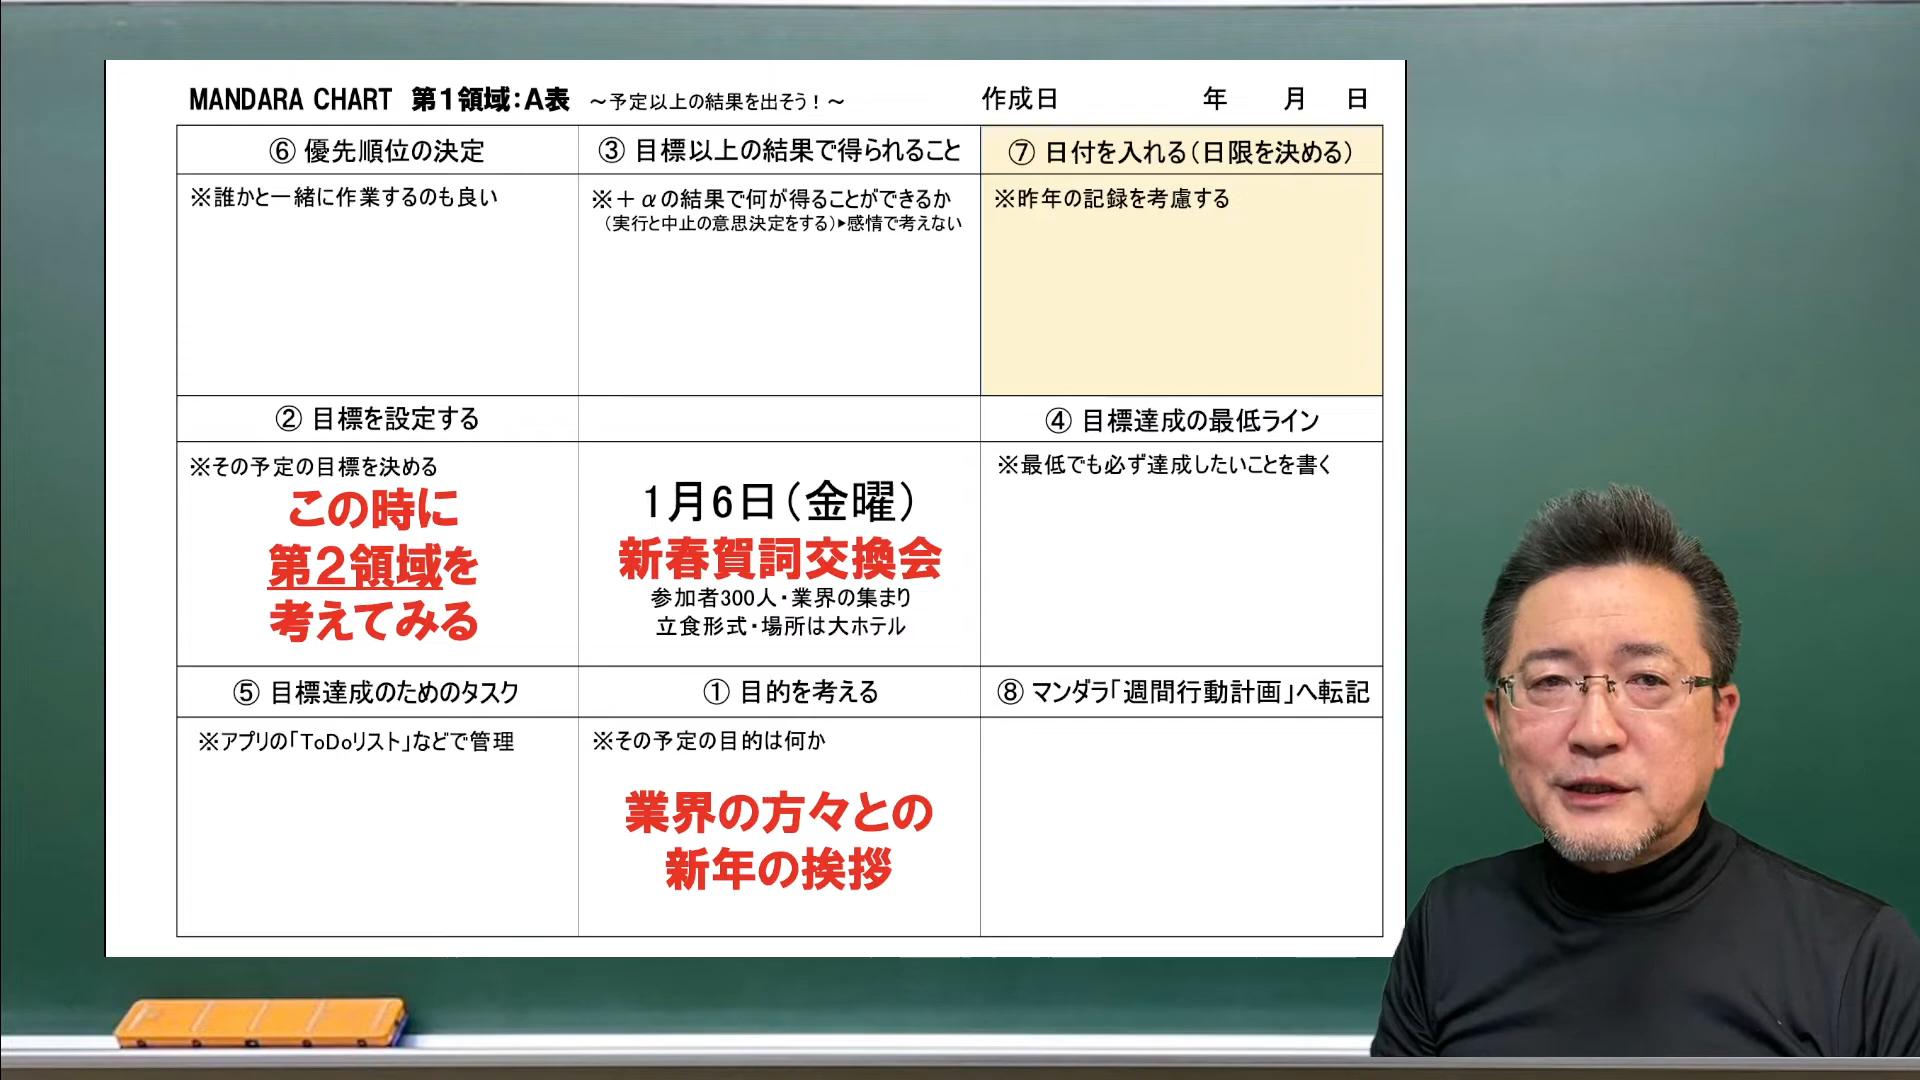 MANDARA CHART 第1領域：A表 ～予定以上の結果を出そう！～ 作成日 年 月 日
⑥ 優先順位の決定
※誰かと一緒に作業するのも良い
③ 目標以上の結果で得られること
※＋αの結果で何が得ることができるか
（実行と中止の意思決定をする）▶感情で考えない
⑦ 日付を入れる（日限を決める）
※昨年の記録を考慮する
② 目標を設定する
※その予定の目標を決める
この時に
第2領域を
考えてみる
1月6日（金曜）
新春賀詞交換会
参加者300人・業界の集まり
立食形式・場所は大ホテル
④ 目標達成の最低ライン
※最低でも必ず達成したいことを書く
⑤ 目標達成のためのタスク
※アプリの「ToDoリスト」などで管理
① 目的を考える
※その予定の目的は何か
業界の方々との
新年の挨拶
⑧ マンダラ「週間行動計画」へ転記